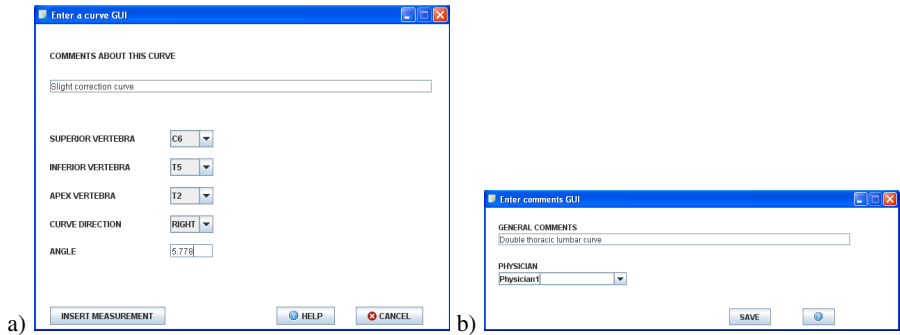 Enter a curve GUI
COMMENTS ABOUT THIS CURVE
Slight correction curve
SUPERIOR VERTEBRA C6
INFERIOR VERTEBRA T5
APEX VERTEBRA T2
CURVE DIRECTION RIGHT
ANGLE 5.778
INSERT MEASUREMENT HELP CANCEL
a)
Enter comments GUI
GENERAL COMMENTS
Double thoracic lumbar curve
PHYSICIAN
Physician1
SAVE ?
b)